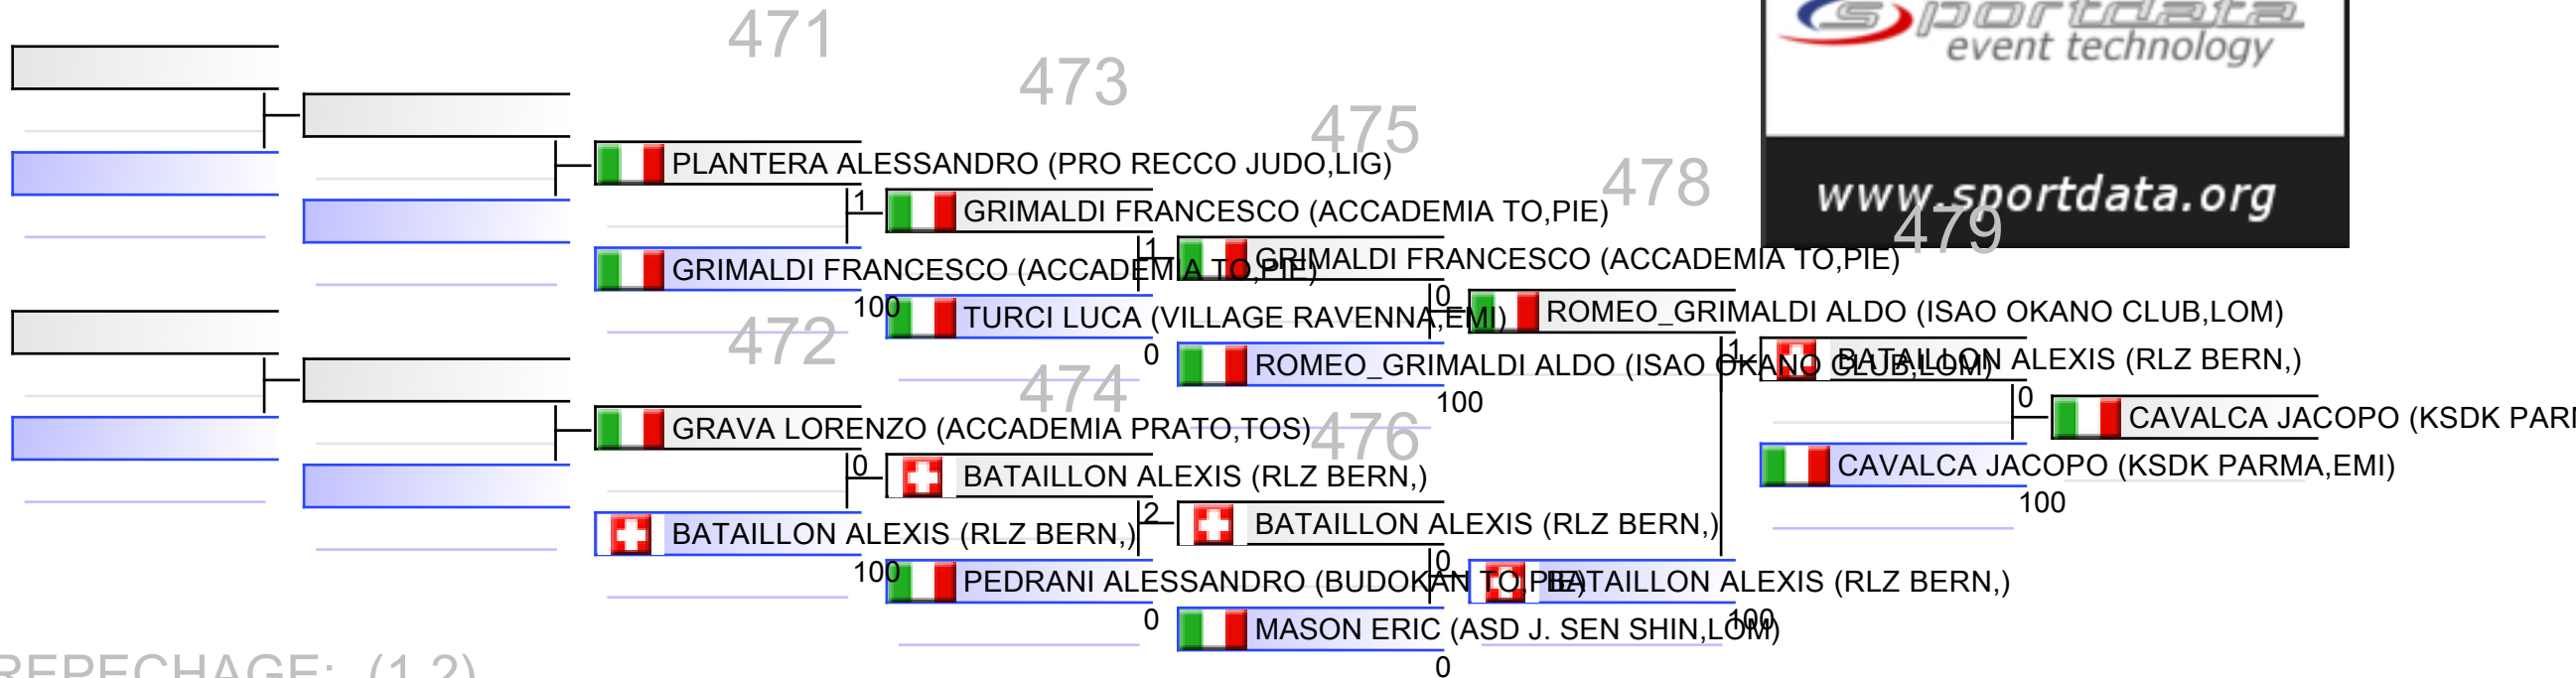 471
sportdata
event technology
473
475
PLANTERA ALESSANDRO (PRO RECCO JUDO,LIG)
478
www.sportdata.org
1
GRIMALDI FRANCESCO (ACCADEMIA TO,PIE)
479
1
GRIMALDI FRANCESCO (ACCADEMIA TO,PIE)
GRIMALDI FRANCESCO (ACCADEMIA TO,PIE)
100
0
TURCI LUCA (VILLAGE RAVENNA,EMI)
ROMEO_GRIMALDI ALDO (ISAO OKANO CLUB,LOM)
472
0
1
ROMEO_GRIMALDI ALDO (ISAO OKANO CLUB,LOM)
BATAILLON ALEXIS (RLZ BERN,)
474
100
0
GRAVA LORENZO (ACCADEMIA PRATO,TOS)
476
CAVALCA JACOPO (KSDK PARM
0
BATAILLON ALEXIS (RLZ BERN,)
CAVALCA JACOPO (KSDK PARMA,EMI)
100
2
BATAILLON ALEXIS (RLZ BERN,)
BATAILLON ALEXIS (RLZ BERN,)
100
0
PEDRANI ALESSANDRO (BUDOKAN TO,PIE)
BATAILLON ALEXIS (RLZ BERN,)
0
100
MASON ERIC (ASD J. SEN SHIN,LOM)
0
REPECHAGE: (1,2)